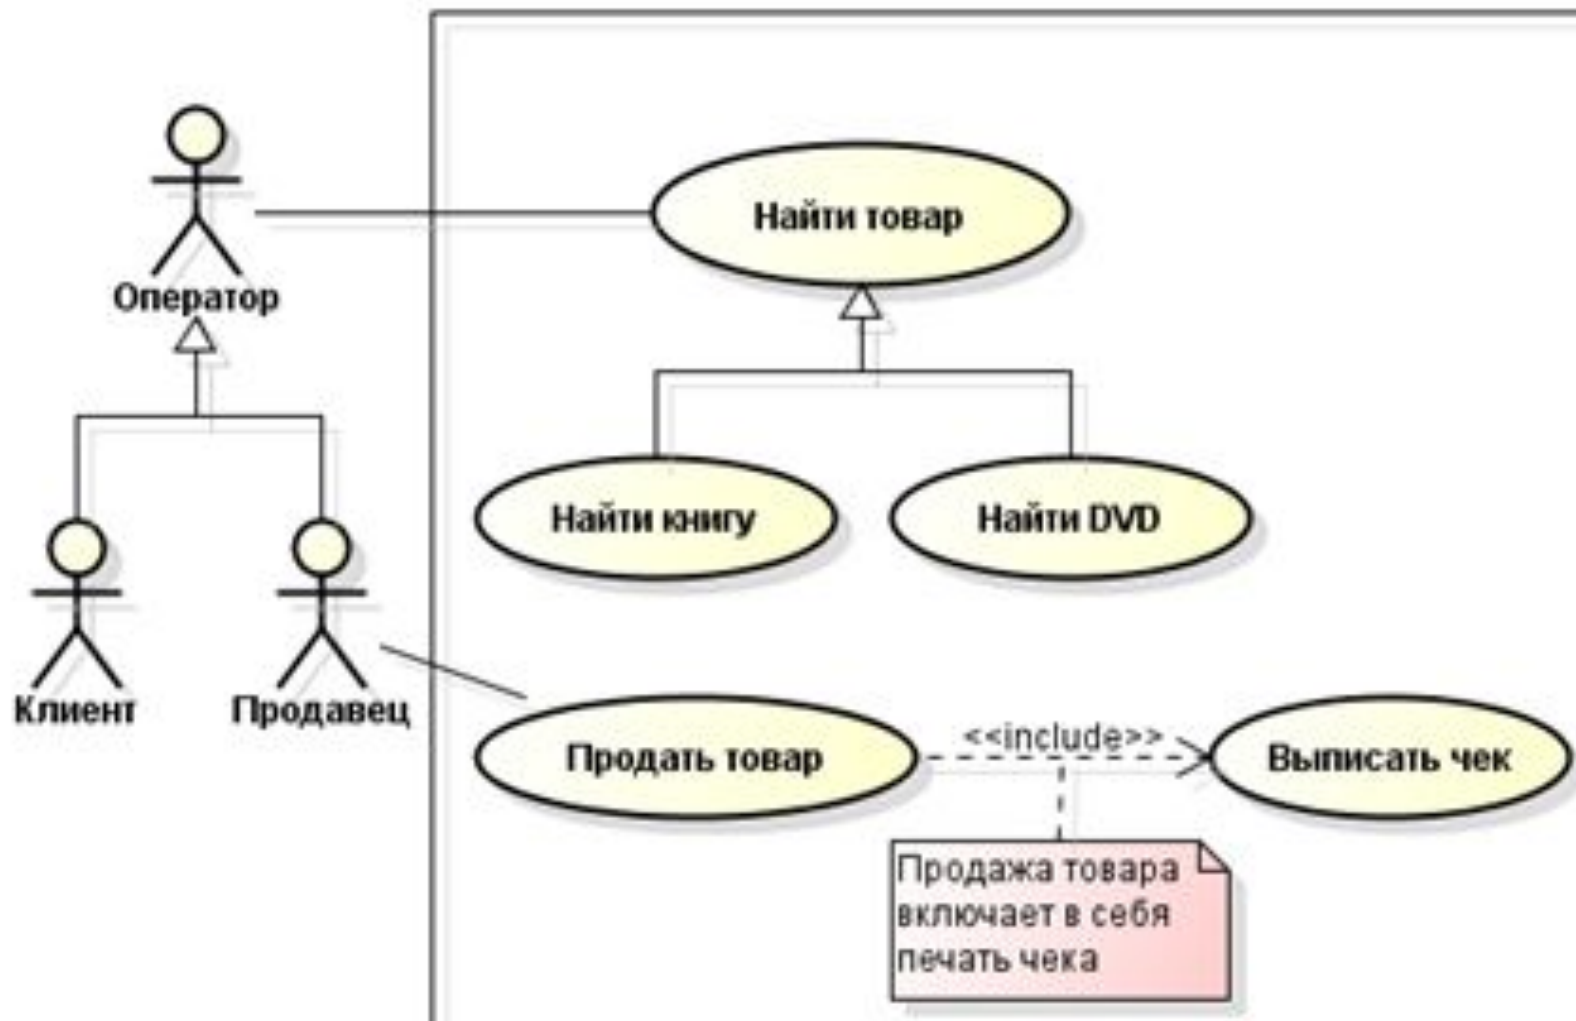 Найти товар
Оператор
Найти книгу
Найти DVD
Клиент
Продавец
Продать товар
<<include>>
Выписать чек
Продажа товара
включает в себя
печать чека